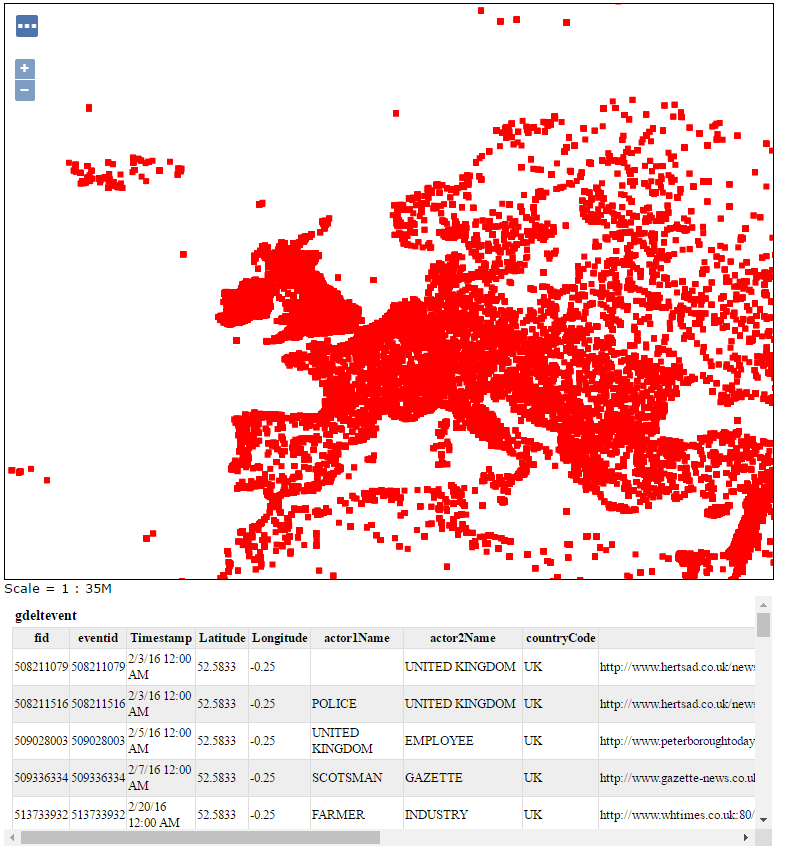 +
−
Scale = 1 : 35M
gdeltevent
fid eventid Timestamp Latitude Longitude actor1Name actor2Name countryCode
508211079 508211079 2/3/16 12:00 AM 52.5833 -0.25 UNITED KINGDOM UK http://www.hertsad.co.uk/news
508211516 508211516 2/3/16 12:00 AM 52.5833 -0.25 POLICE UNITED KINGDOM UK http://www.hertsad.co.uk/news
509028003 509028003 2/5/16 12:00 AM 52.5833 -0.25 UNITED KINGDOM EMPLOYEE UK http://www.peterboroughtoday
509336334 509336334 2/7/16 12:00 AM 52.5833 -0.25 SCOTSMAN GAZETTE UK http://www.gazette-news.co.u
513733932 513733932 2/20/16 12:00 AM 52.5833 -0.25 FARMER INDUSTRY UK http://www.whtimes.co.uk:80/